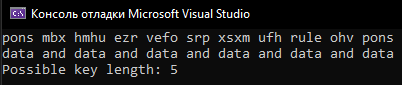 Консоль отладки Microsoft Visual Studio
pons mbx hmhu ezr vefo srp xsxm ufh rule ohv pons
data and data and data and data and data and data
Possible key length: 5